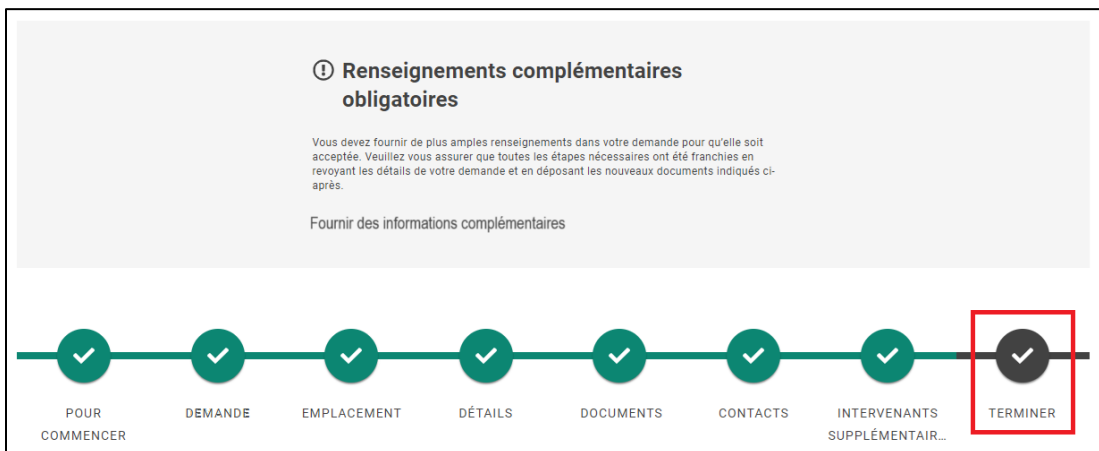 Renseignements complémentaires
obligatoires
Vous devez fournir de plus amples renseignements dans votre demande pour qu'elle soit
acceptée. Veuillez vous assurer que toutes les étapes nécessaires ont été franchies en
revoyant les détails de votre demande et en déposant les nouveaux documents indiqués ci-
après.
Fournir des informations complémentaires
POUR
COMMENCER
DEMANDE
EMPLACEMENT
DÉTAILS
DOCUMENTS
CONTACTS
INTERVENANTS
SUPPLÉMENTAIR...
TERMINER